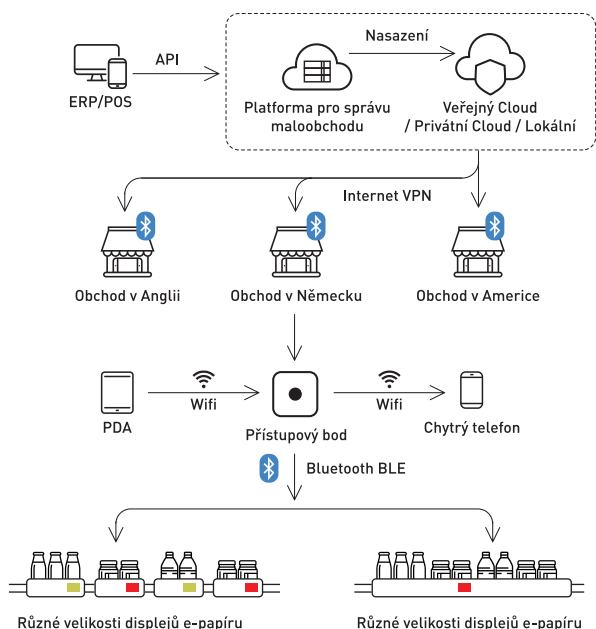 Nasazení
API
ERP/POS
Platforma pro správu
maloobchodu
Veřejný Cloud
/ Privátní Cloud / Lokální
Internet VPN
Obchod v Anglii
Obchod v Německu
Obchod v Americe
Wifi
Wifi
PDA
Přístupový bod
Chytrý telefon
Bluetooth BLE
Různé velikosti displejů e-papíru
Různé velikosti displejů e-papíru